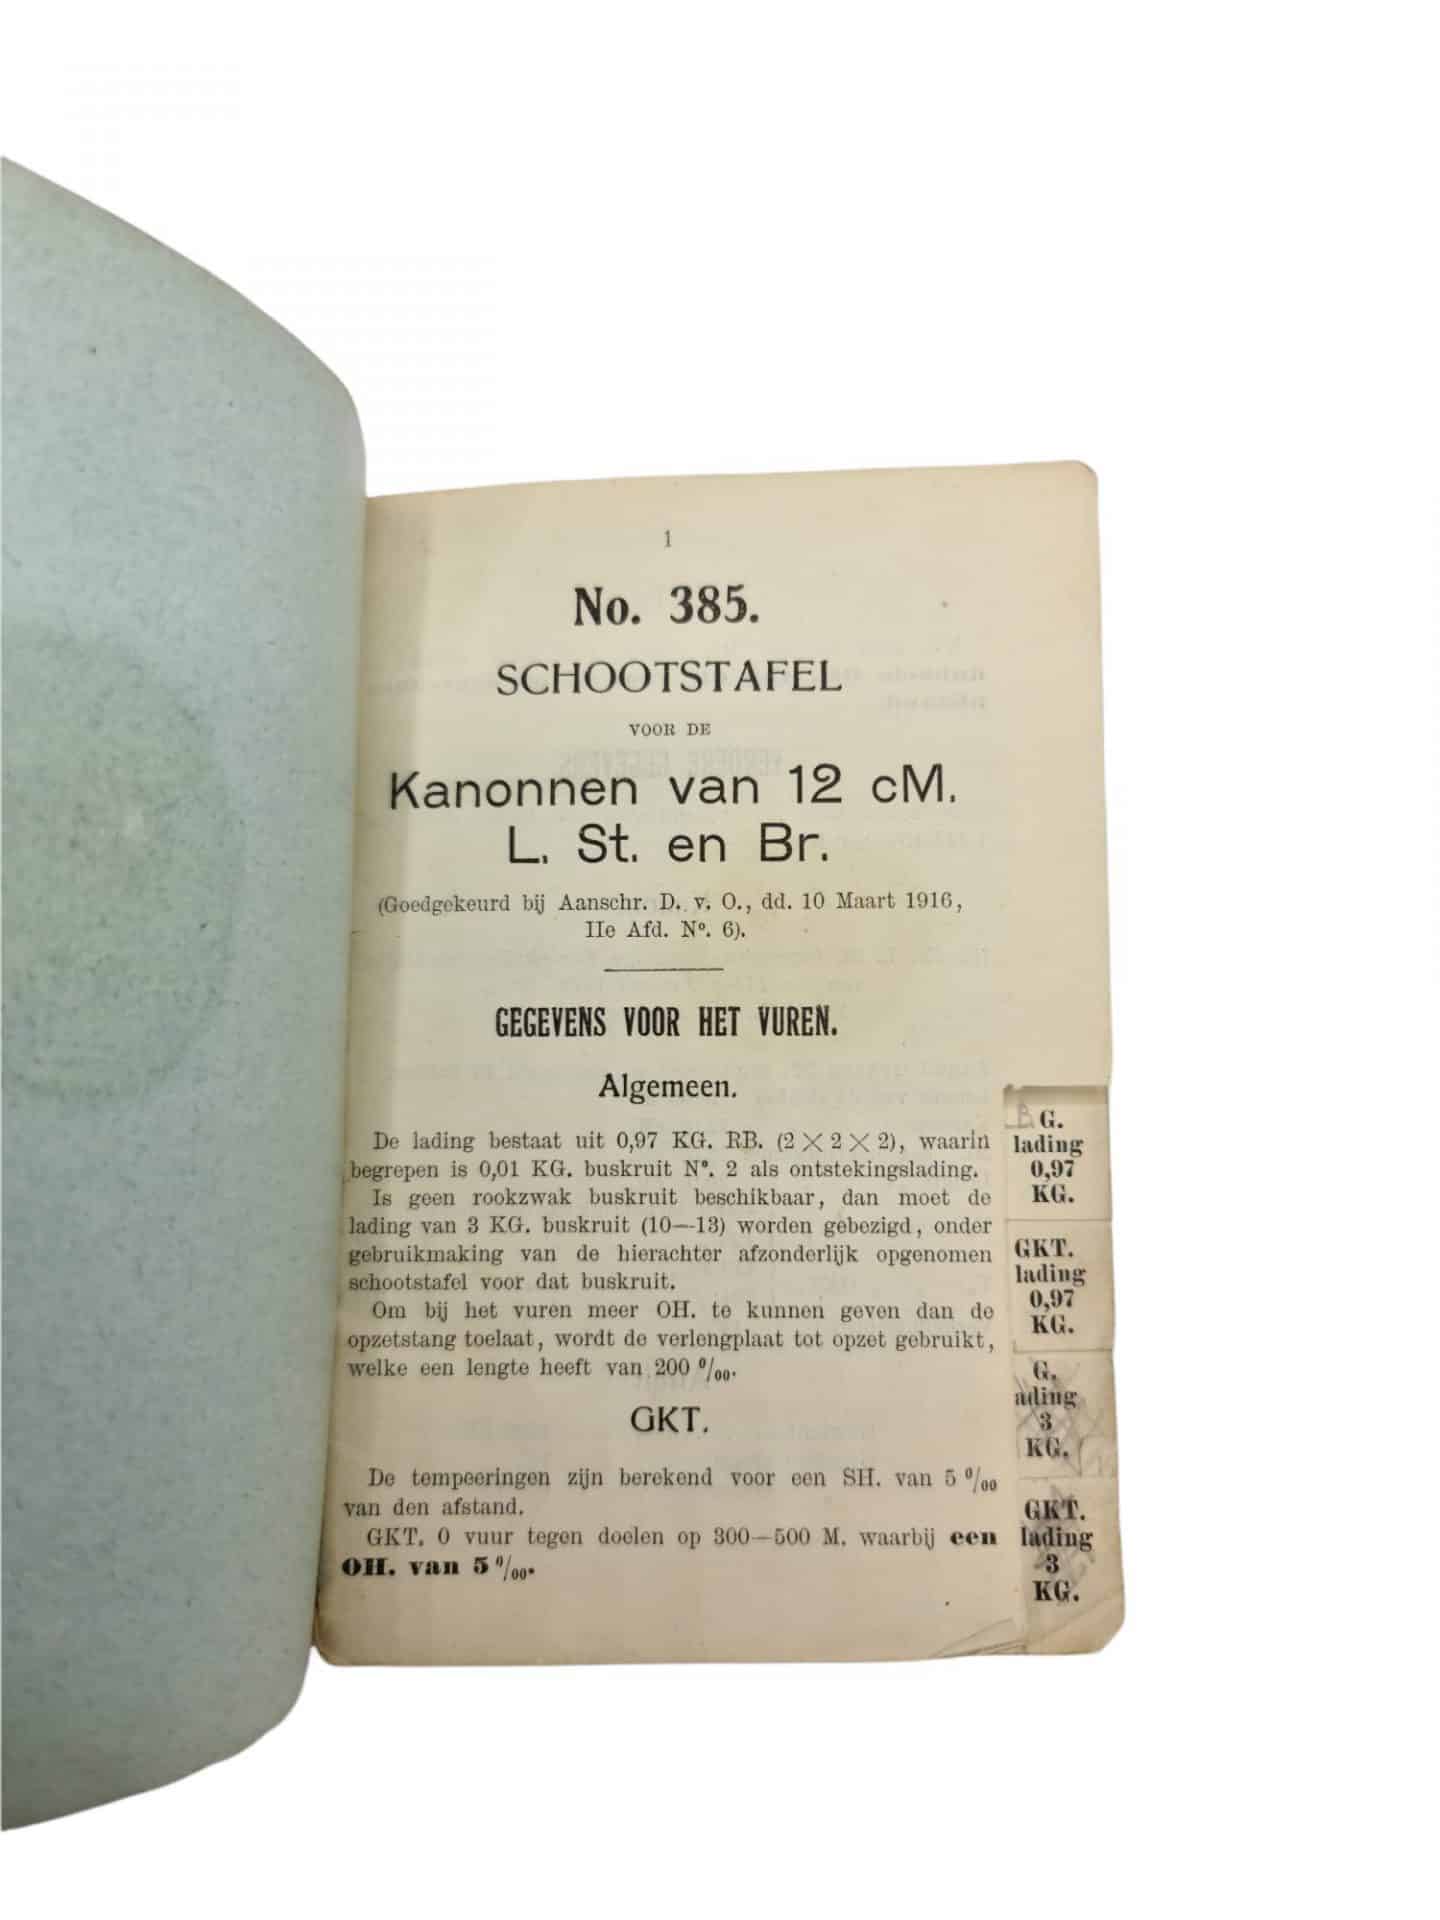 1
No. 385.
SCHOOTSTAFEL
VOOR DE
Kanonnen van 12 cM.
L. St. en Br.
(Goedgekeurd bij Aanschr. D. v. O., dd. 10 Maart 1916,
IIe Afd. No. 6).
GEGEVENS VOOR HET VUREN.
Algemeen.
De lading bestaat uit 0,97 KG. RB. (2 × 2 × 2), waarin
begrepen is 0,01 KG. buskruit No. 2 als ontstekingslading.
Is geen rookzwak buskruit beschikbaar, dan moet de
lading van 3 KG. buskruit (10—13) worden gebezigd, onder
gebruikmaking van de hierachter afzonderlijk opgenomen
schootstafel voor dat buskruit.
Om bij het vuren meer OH. te kunnen geven dan de
opzetstang toelaat, wordt de verlengplaat tot opzet gebruikt,
welke een lengte heeft van 200 0/00.
GKT.
De tempeeringen zijn berekend voor een SH. van 5 0/00
van den afstand.
GKT. 0 vuur tegen doelen op 300—500 M. waarbij een
OH. van 5 0/00.
B G.
lading
0,97
KG.
GKT.
lading
0,97
KG.
G.
ading
3
KG.
GKT.
lading
3
KG.